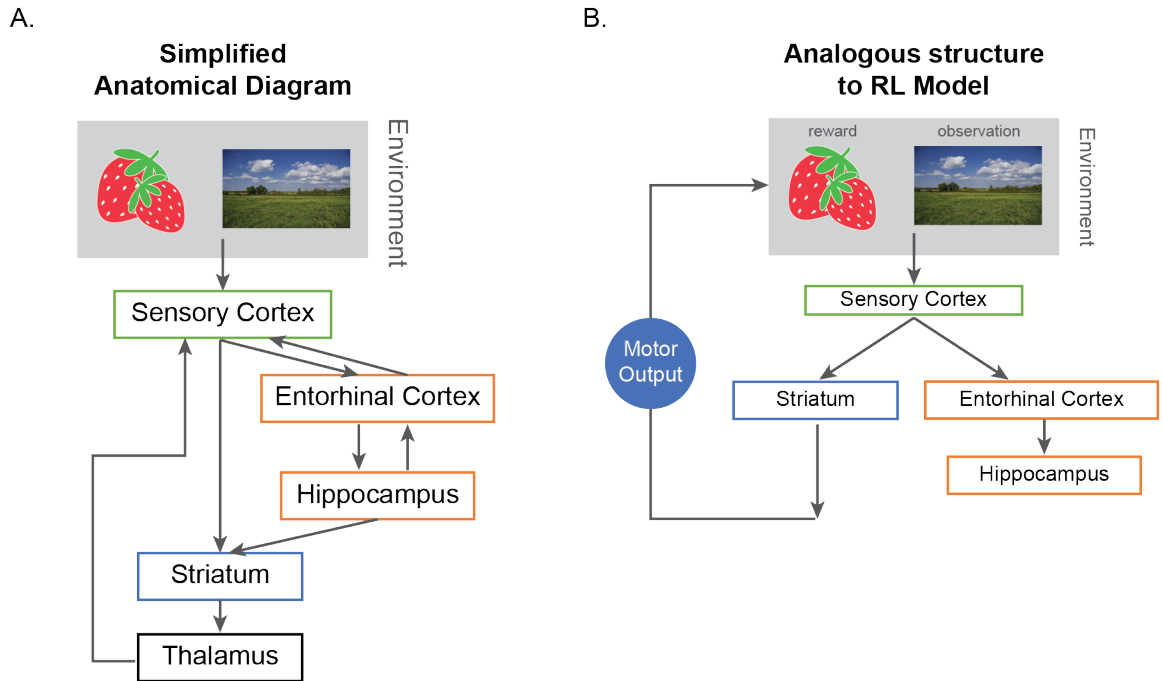 A.
Simplified
Anatomical Diagram
Environment
Sensory Cortex
Entorhinal Cortex
Hippocampus
Striatum
Thalamus
B.
Analogous structure
to RL Model
reward
observation
Environment
Sensory Cortex
Motor
Output
Striatum
Entorhinal Cortex
Hippocampus